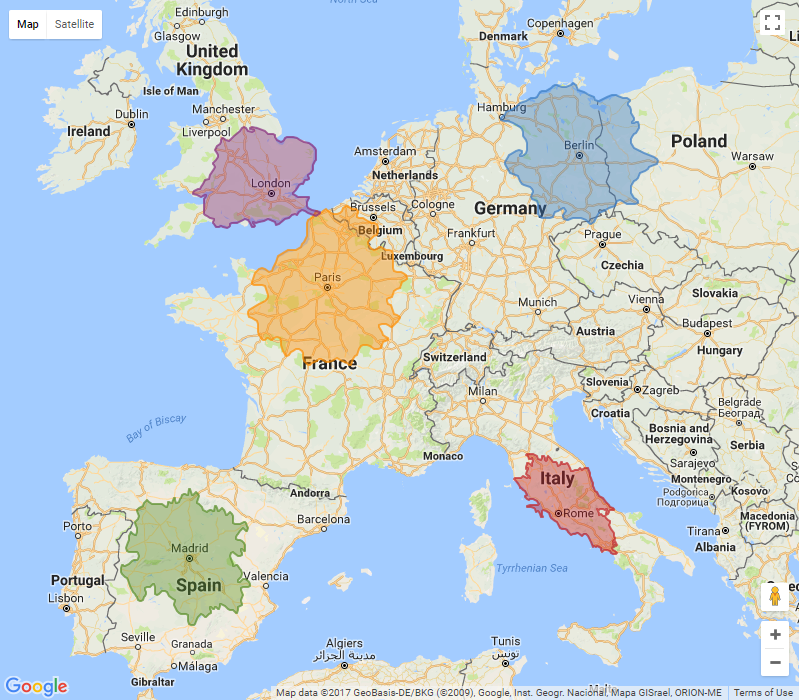 North Sea
Edinburgh
Map
Satellite
Glasgow
Copenhagen
Denmark
United
Kingdom
Isle of Man
Manchester
Hamburg
Dublin
Liverpool
Ireland
Berlin
Poland
Amsterdam
Warsaw
Netherlands
London
Brussels
Cologne
Germany
Belgium
Frankfurt
Prague
Luxembourg
Czechia
Paris
Slovakia
Munich
Vienna
Budapest
Austria
Hungary
Switzerland
France
Slovenia
Zagreb
Milan
Croatia
Belgrade
Београд
Bay of Biscay
Bosnia and
Herzegovina
Serbia
Monaco
Sarajevo
Montenegro
Italy
Kosovo
Andorra
Podgorica
Подгорица
Porto
Barcelona
Rome
Macedonia
(FYROM)
Tirana
Albania
Madrid
Tyrrhenian Sea
Portugal
Spain
Valencia
Lisbon
Seville
Granada
Algiers
مدينة الجزائر
Tunis
تونس
Málaga
Gibraltar
+
−
Google
Map data ©2017 GeoBasis-DE/BKG (©2009), Google, Inst. Geogr. Nacional, Mapa GISrael, ORION-ME
Terms of Use